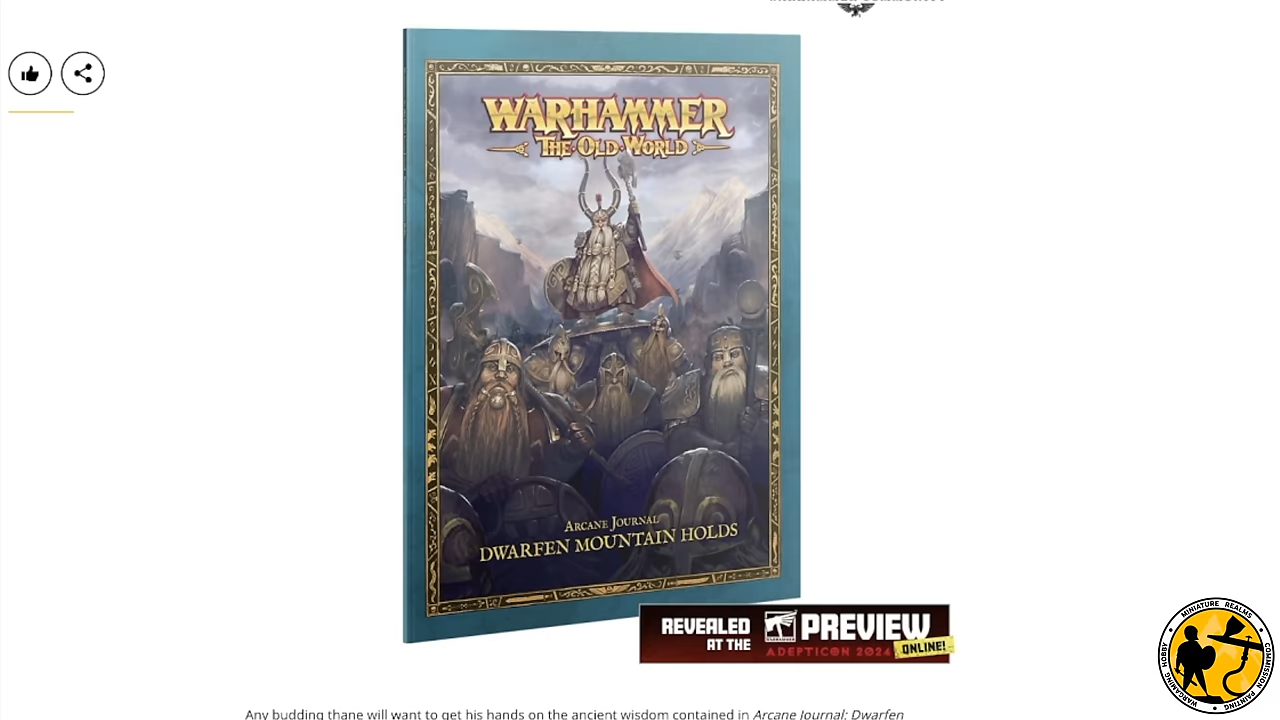 WARHAMMER
THE OLD WORLD
ARCANE JOURNAL
DWARFEN MOUNTAIN HOLDS
REVEALED
AT THE
PREVIEW
ADEPTICON 2024
ONLINE!
MINIATURE REALMS
WARGAMING HOBBY
COMMISSION PAINTING
Any budding thane will want to get his hands on the ancient wisdom contained in Arcane Journal: Dwarfen